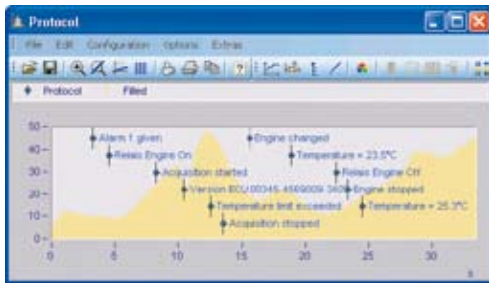 Protocol
File Edit Configuration Options Extras
Protocol Filled
50
Alarm 1 given
Engine changed
40
Relais Engine On
Temperature = 23.5°C
30
Acquisition started
Relais Engine Off
20
Version ECU:00345.4569009.
Engine stopped
Temperature limit exceeded
Temperature = 25.3°C
10
Acquisition stopped
0
0 5 10 15 20 25 30
s